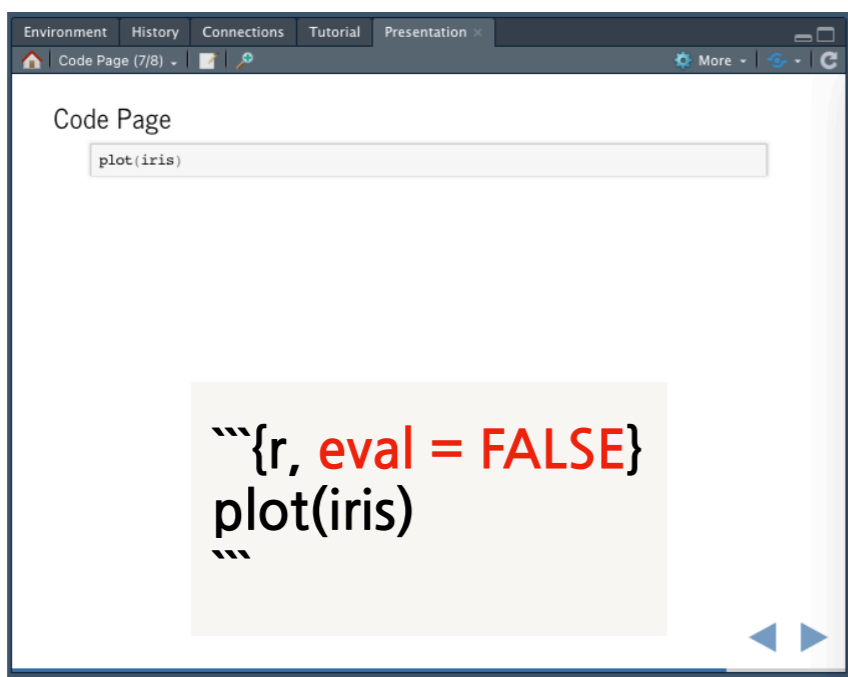 Environment History Connections Tutorial Presentation ×
Code Page (7/8) More
Code Page
plot(iris)
```{r, eval = FALSE}
plot(iris)
```